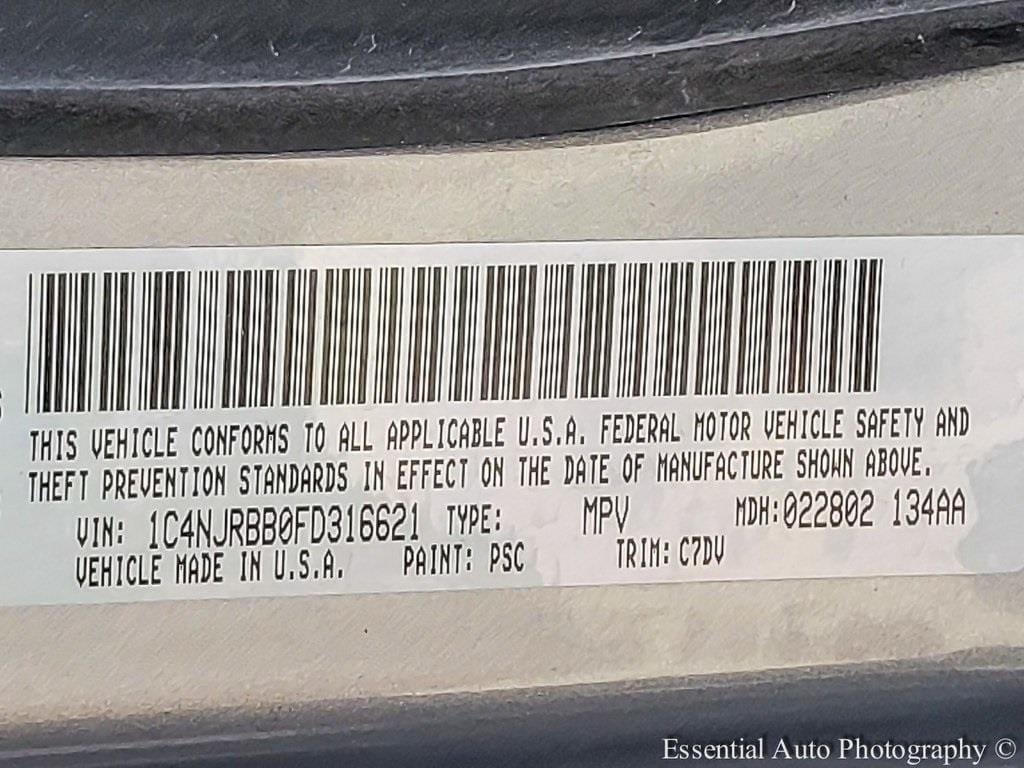 THIS VEHICLE CONFORMS TO ALL APPLICABLE U.S.A. FEDERAL MOTOR VEHICLE SAFETY AND
THEFT PREVENTION STANDARDS IN EFFECT ON THE DATE OF MANUFACTURE SHOWN ABOVE.
VIN: 1C4NJRBB0FD316621 TYPE: MPV MDH:022802 134AA
VEHICLE MADE IN U.S.A. PAINT: PSC TRIM: C7DV
Essential Auto Photography ©